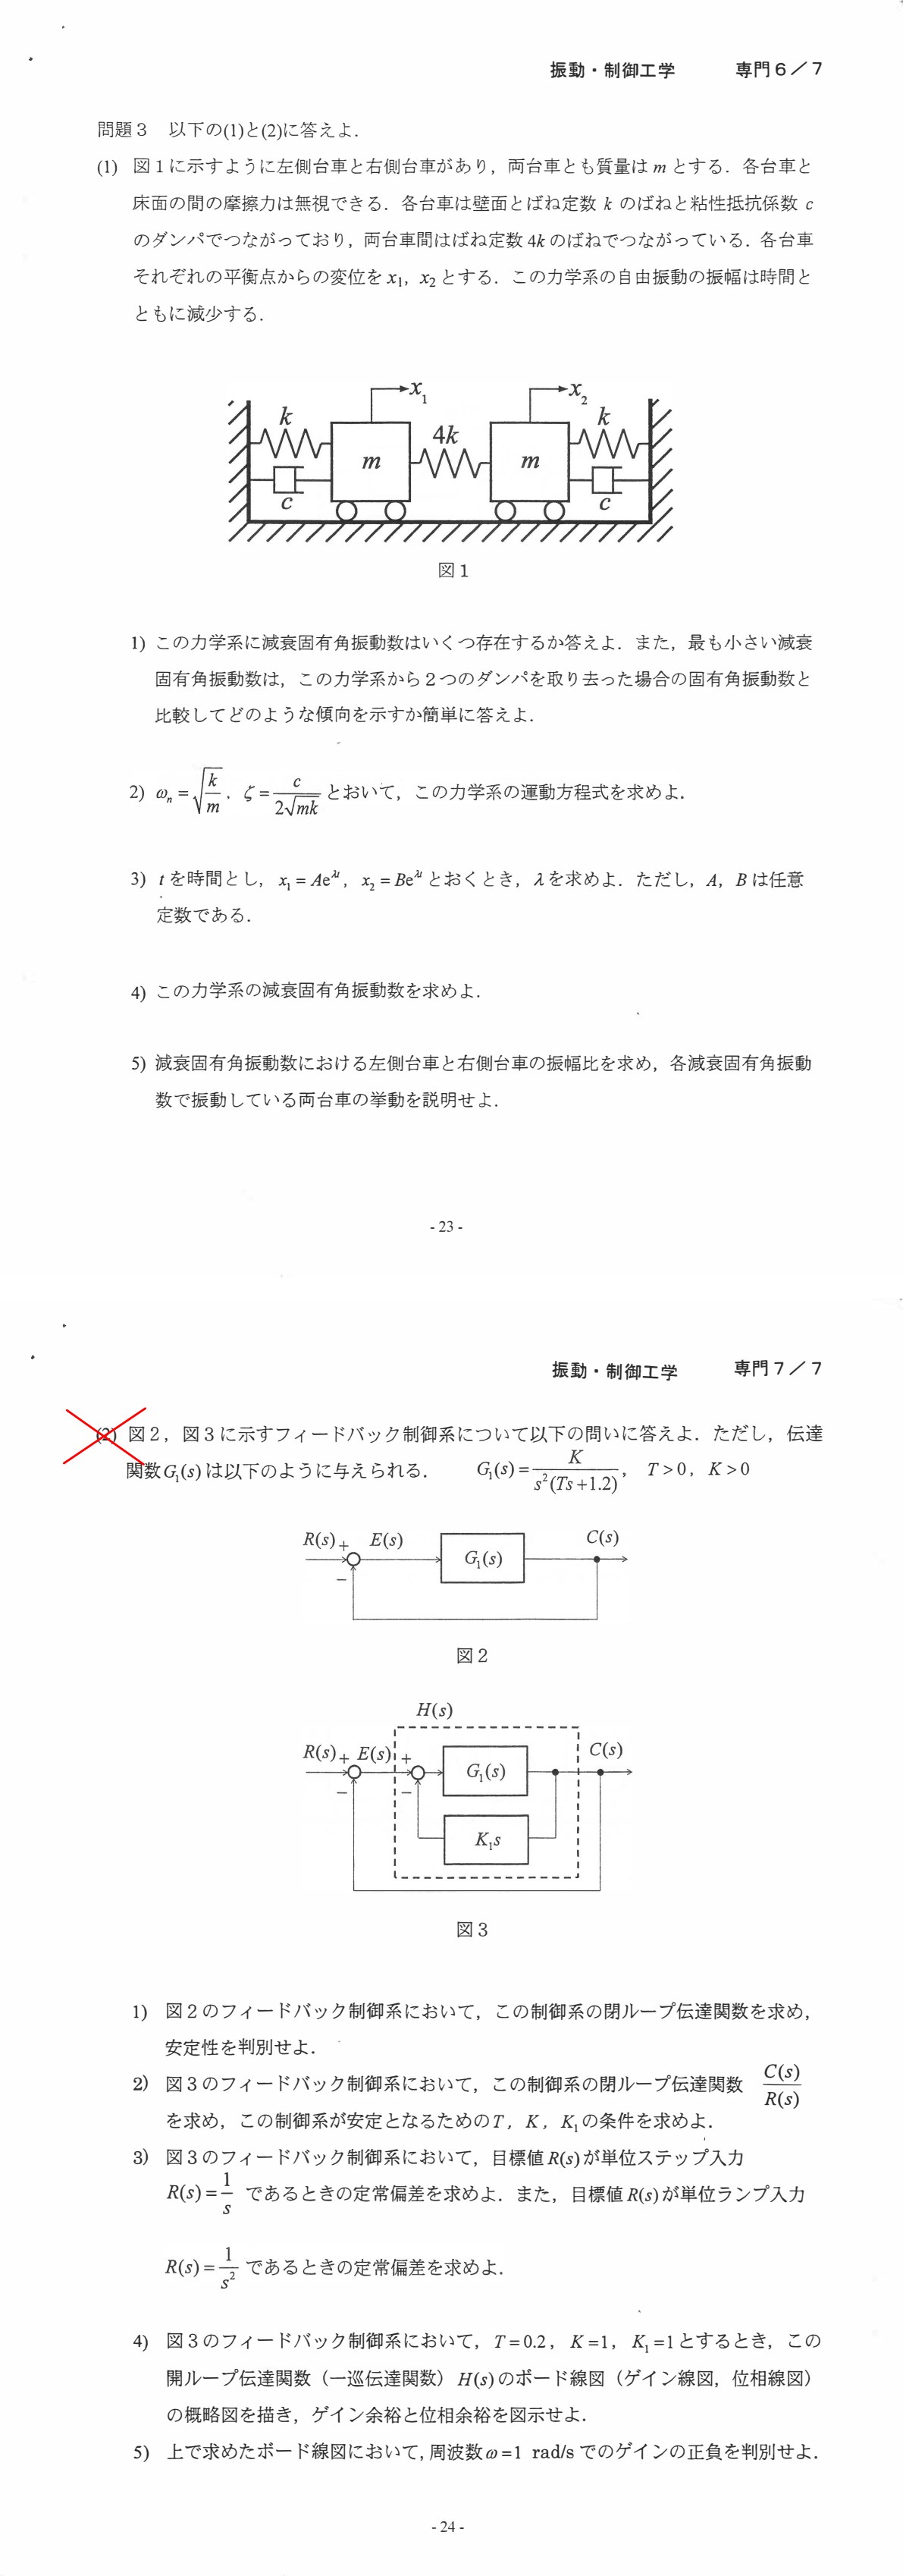 振動・制御工学 専門6／7
問題３ 以下の(1)と(2)に答えよ．
(1) 図１に示すように左側台車と右側台車があり，両台車とも質量は m とする．各台車と
床面の間の摩擦力は無視できる．各台車は壁面とばね定数 k のばねと粘性抵抗係数 c
のダンパでつながっており，両台車間はばね定数 4k のばねでつながっている．各台車
それぞれの平衡点からの変位を x₁，x₂ とする．この力学系の自由振動の振幅は時間と
ともに減少する．
x₁ x₂
k 4k k
m m
c c
図１
1) この力学系に減衰固有角振動数はいくつ存在するか答えよ．また，最も小さい減衰
固有角振動数は，この力学系から２つのダンパを取り去った場合の固有角振動数と
比較してどのような傾向を示すか簡単に答えよ．
2) ωₙ = √(k/m)，ζ = c/(2√mk) とおいて，この力学系の運動方程式を求めよ．
3) t を時間とし，x₁ = Ae^λt，x₂ = Be^λt とおくとき，λを求めよ．ただし，A，B は任意
定数である．
4) この力学系の減衰固有角振動数を求めよ．
5) 減衰固有角振動数における左側台車と右側台車の振幅比を求め，各減衰固有角振動
数で振動している両台車の挙動を説明せよ．
- 23 -
振動・制御工学 専門７／７
(2) 図２，図３に示すフィードバック制御系について以下の問いに答えよ．ただし，伝達
関数G₁(s)は以下のように与えられる． G₁(s) = K/(s²(Ts+1.2))， T>0，K>0
R(s) + E(s) C(s)
G₁(s)
−
図２
H(s)
R(s) + E(s) + C(s)
G₁(s)
− −
K₁s
図３
1) 図２のフィードバック制御系において，この制御系の閉ループ伝達関数を求め，
安定性を判別せよ．
2) 図３のフィードバック制御系において，この制御系の閉ループ伝達関数 C(s)/R(s)
を求め，この制御系が安定となるためのT，K，K₁の条件を求めよ．
3) 図３のフィードバック制御系において，目標値 R(s)が単位ステップ入力
R(s) = 1/s であるときの定常偏差を求めよ．また，目標値 R(s)が単位ランプ入力
R(s) = 1/s² であるときの定常偏差を求めよ．
4) 図３のフィードバック制御系において，T=0.2，K=1，K₁=1とするとき，この
開ループ伝達関数（一巡伝達関数）H(s)のボード線図（ゲイン線図，位相線図）
の概略図を描き，ゲイン余裕と位相余裕を図示せよ．
5) 上で求めたボード線図において，周波数ω=1 rad/s でのゲインの正負を判別せよ．
- 24 -